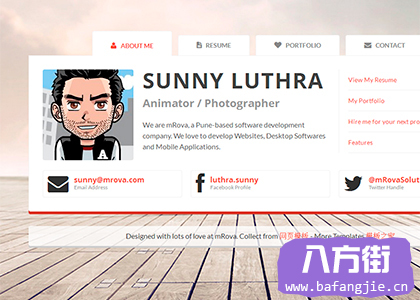 ABOUT ME
RESUME
PORTFOLIO
CONTACT
SUNNY LUTHRA
Animator / Photographer
We are mRova, a Pune-based software development
company. We love to develop Websites, Desktop Softwares
and Mobile Applications.
View My Resume
My Portfolio
Hire me for your next pro
Features
sunny@mrova.com
Email Address
luthra.sunny
Facebook Profile
@mRovaSolut
Twitter Handle
Designed with lots of love at mRova. Collect from 网页模板 - More Templates 模板之家
八方街
www.bafangjie.cn